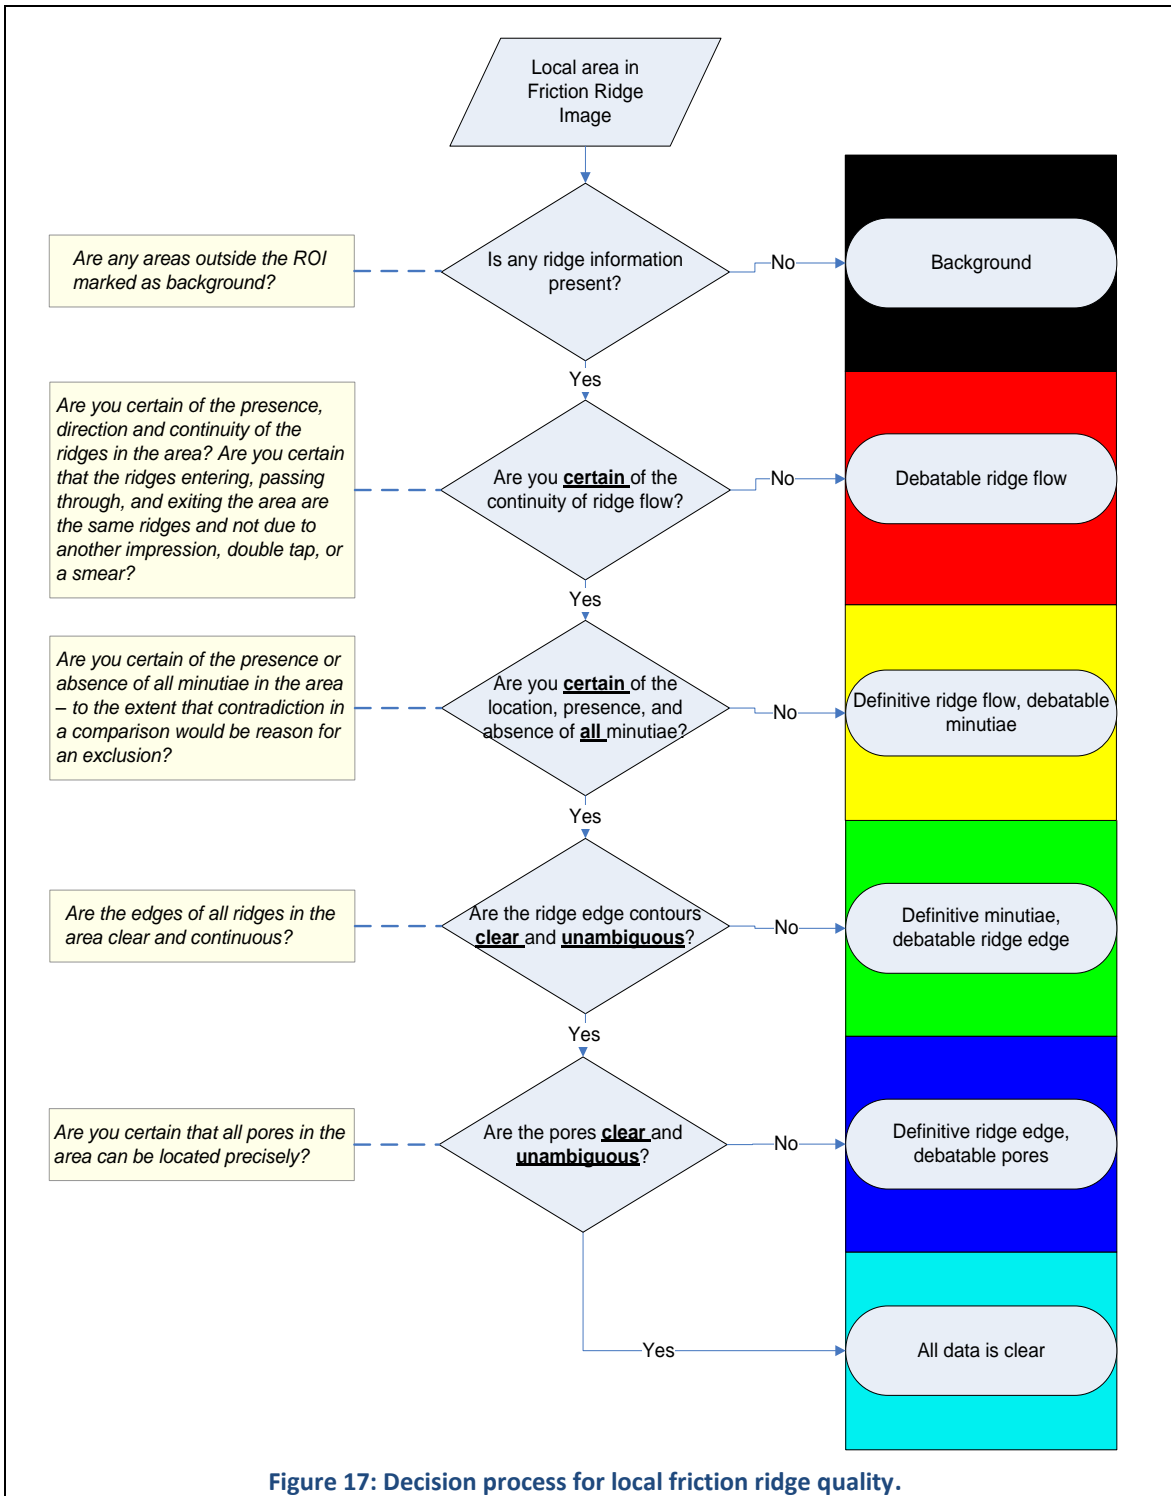 Local area in
Friction Ridge
Image
Are any areas outside the ROI
marked as background?
Is any ridge information
present?
No
Background
Yes
Are you certain of the presence,
direction and continuity of the
ridges in the area? Are you certain
that the ridges entering, passing
through, and exiting the area are
the same ridges and not due to
another impression, double tap, or
a smear?
Are you certain of the
continuity of ridge flow?
No
Debatable ridge flow
Yes
Are you certain of the presence or
absence of all minutiae in the area
– to the extent that contradiction in
a comparison would be reason for
an exclusion?
Are you certain of the
location, presence, and
absence of all minutiae?
No
Definitive ridge flow, debatable
minutiae
Yes
Are the edges of all ridges in the
area clear and continuous?
Are the ridge edge contours
clear and unambiguous?
No
Definitive minutiae,
debatable ridge edge
Yes
Are you certain that all pores in the
area can be located precisely?
Are the pores clear and
unambiguous?
No
Definitive ridge edge,
debatable pores
Yes
All data is clear
Figure 17: Decision process for local friction ridge quality.